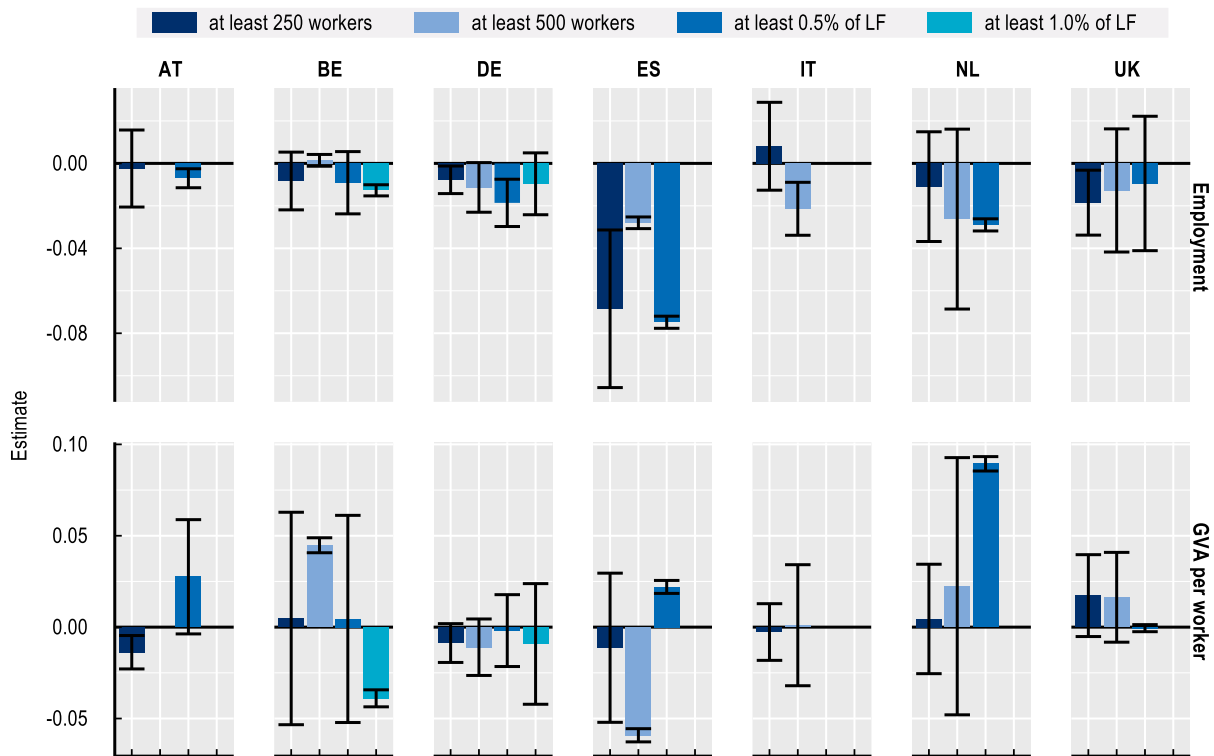 at least 250 workers at least 500 workers at least 0.5% of LF at least 1.0% of LF
AT BE DE ES IT NL UK
0.00
-0.04
-0.08
Employment
Estimate
0.10
0.05
0.00
-0.05
GVA per worker